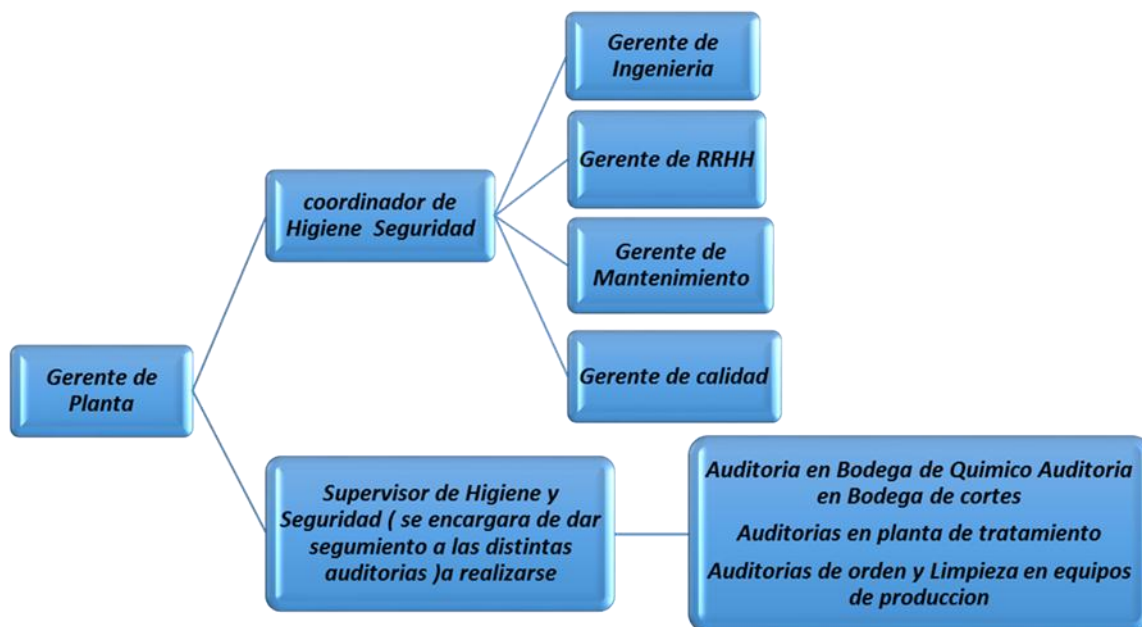 Gerente de
Ingenieria
Gerente de RRHH
coordinador de
Higiene Seguridad
Gerente de
Mantenimiento
Gerente de calidad
Gerente de
Planta
Supervisor de Higiene y
Seguridad ( se encargara de dar
segumiento a las distintas
auditorias )a realizarse
Auditoria en Bodega de Quimico Auditoria
en Bodega de cortes
Auditorias en planta de tratamiento
Auditorias de orden y Limpieza en equipos
de produccion